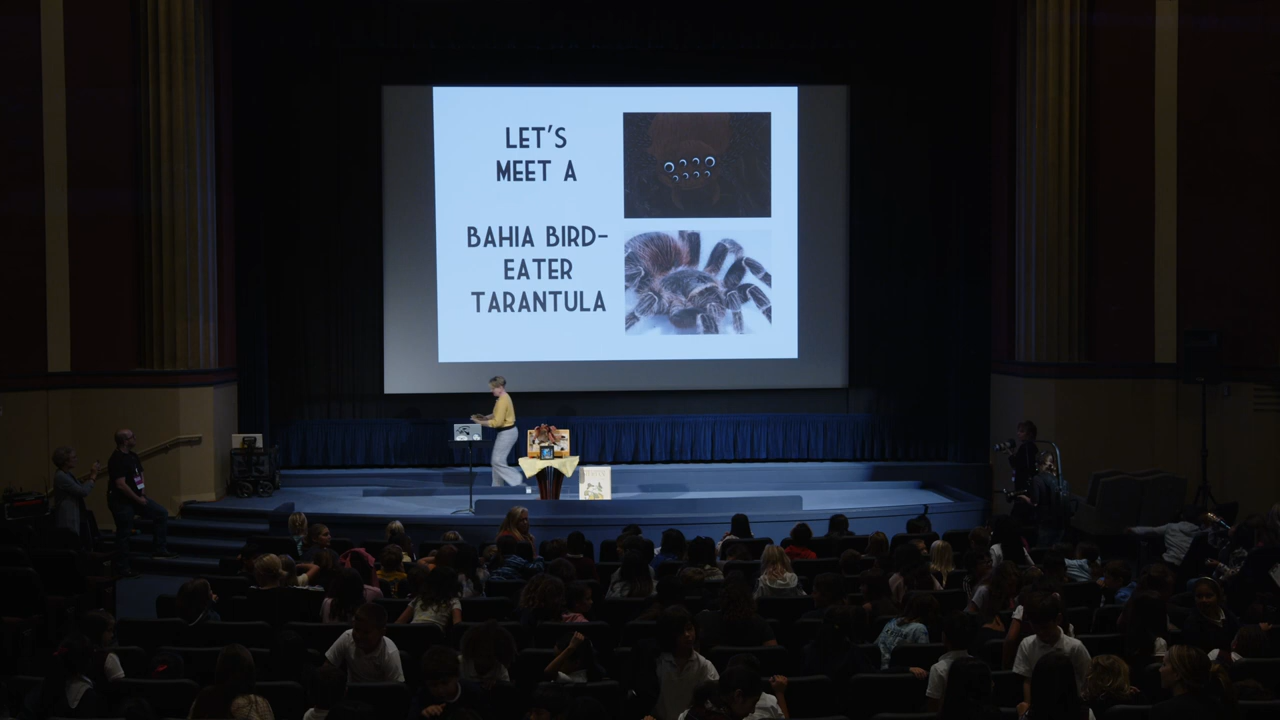 LET'S
MEET A
BAHIA BIRD-
EATER
TARANTULA